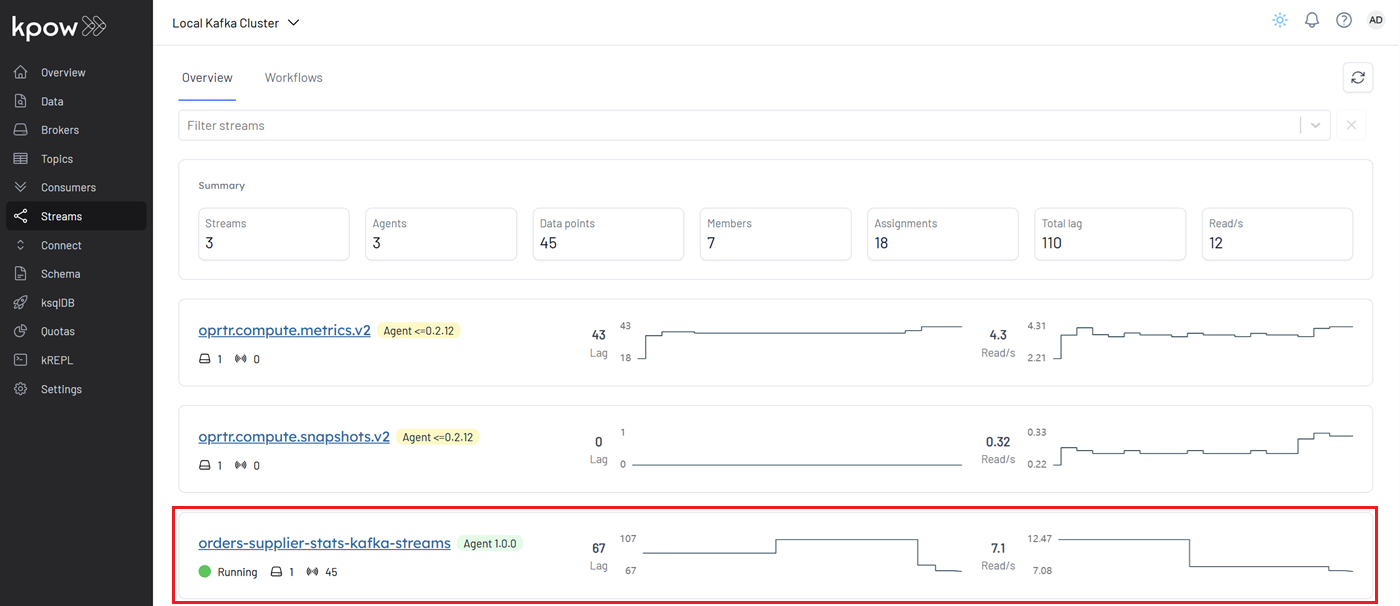 kpow
Local Kafka Cluster
AD
Overview
Data
Brokers
Topics
Consumers
Streams
Connect
Schema
ksqlDB
Quotas
kREPL
Settings
Overview Workflows
Filter streams
Summary
Streams Agents Data points Members Assignments Total lag Read/s
3 3 45 7 18 110 12
oprtr.compute.metrics.v2 Agent <=0.2.12
1 0
43 Lag 43 18
4.3 Read/s 4.31 2.21
oprtr.compute.snapshots.v2 Agent <=0.2.12
1 0
0 Lag 1 0
0.32 Read/s 0.33 0.22
orders-supplier-stats-kafka-streams Agent 1.0.0
Running 1 45
67 Lag 107 67
7.1 Read/s 12.47 7.08